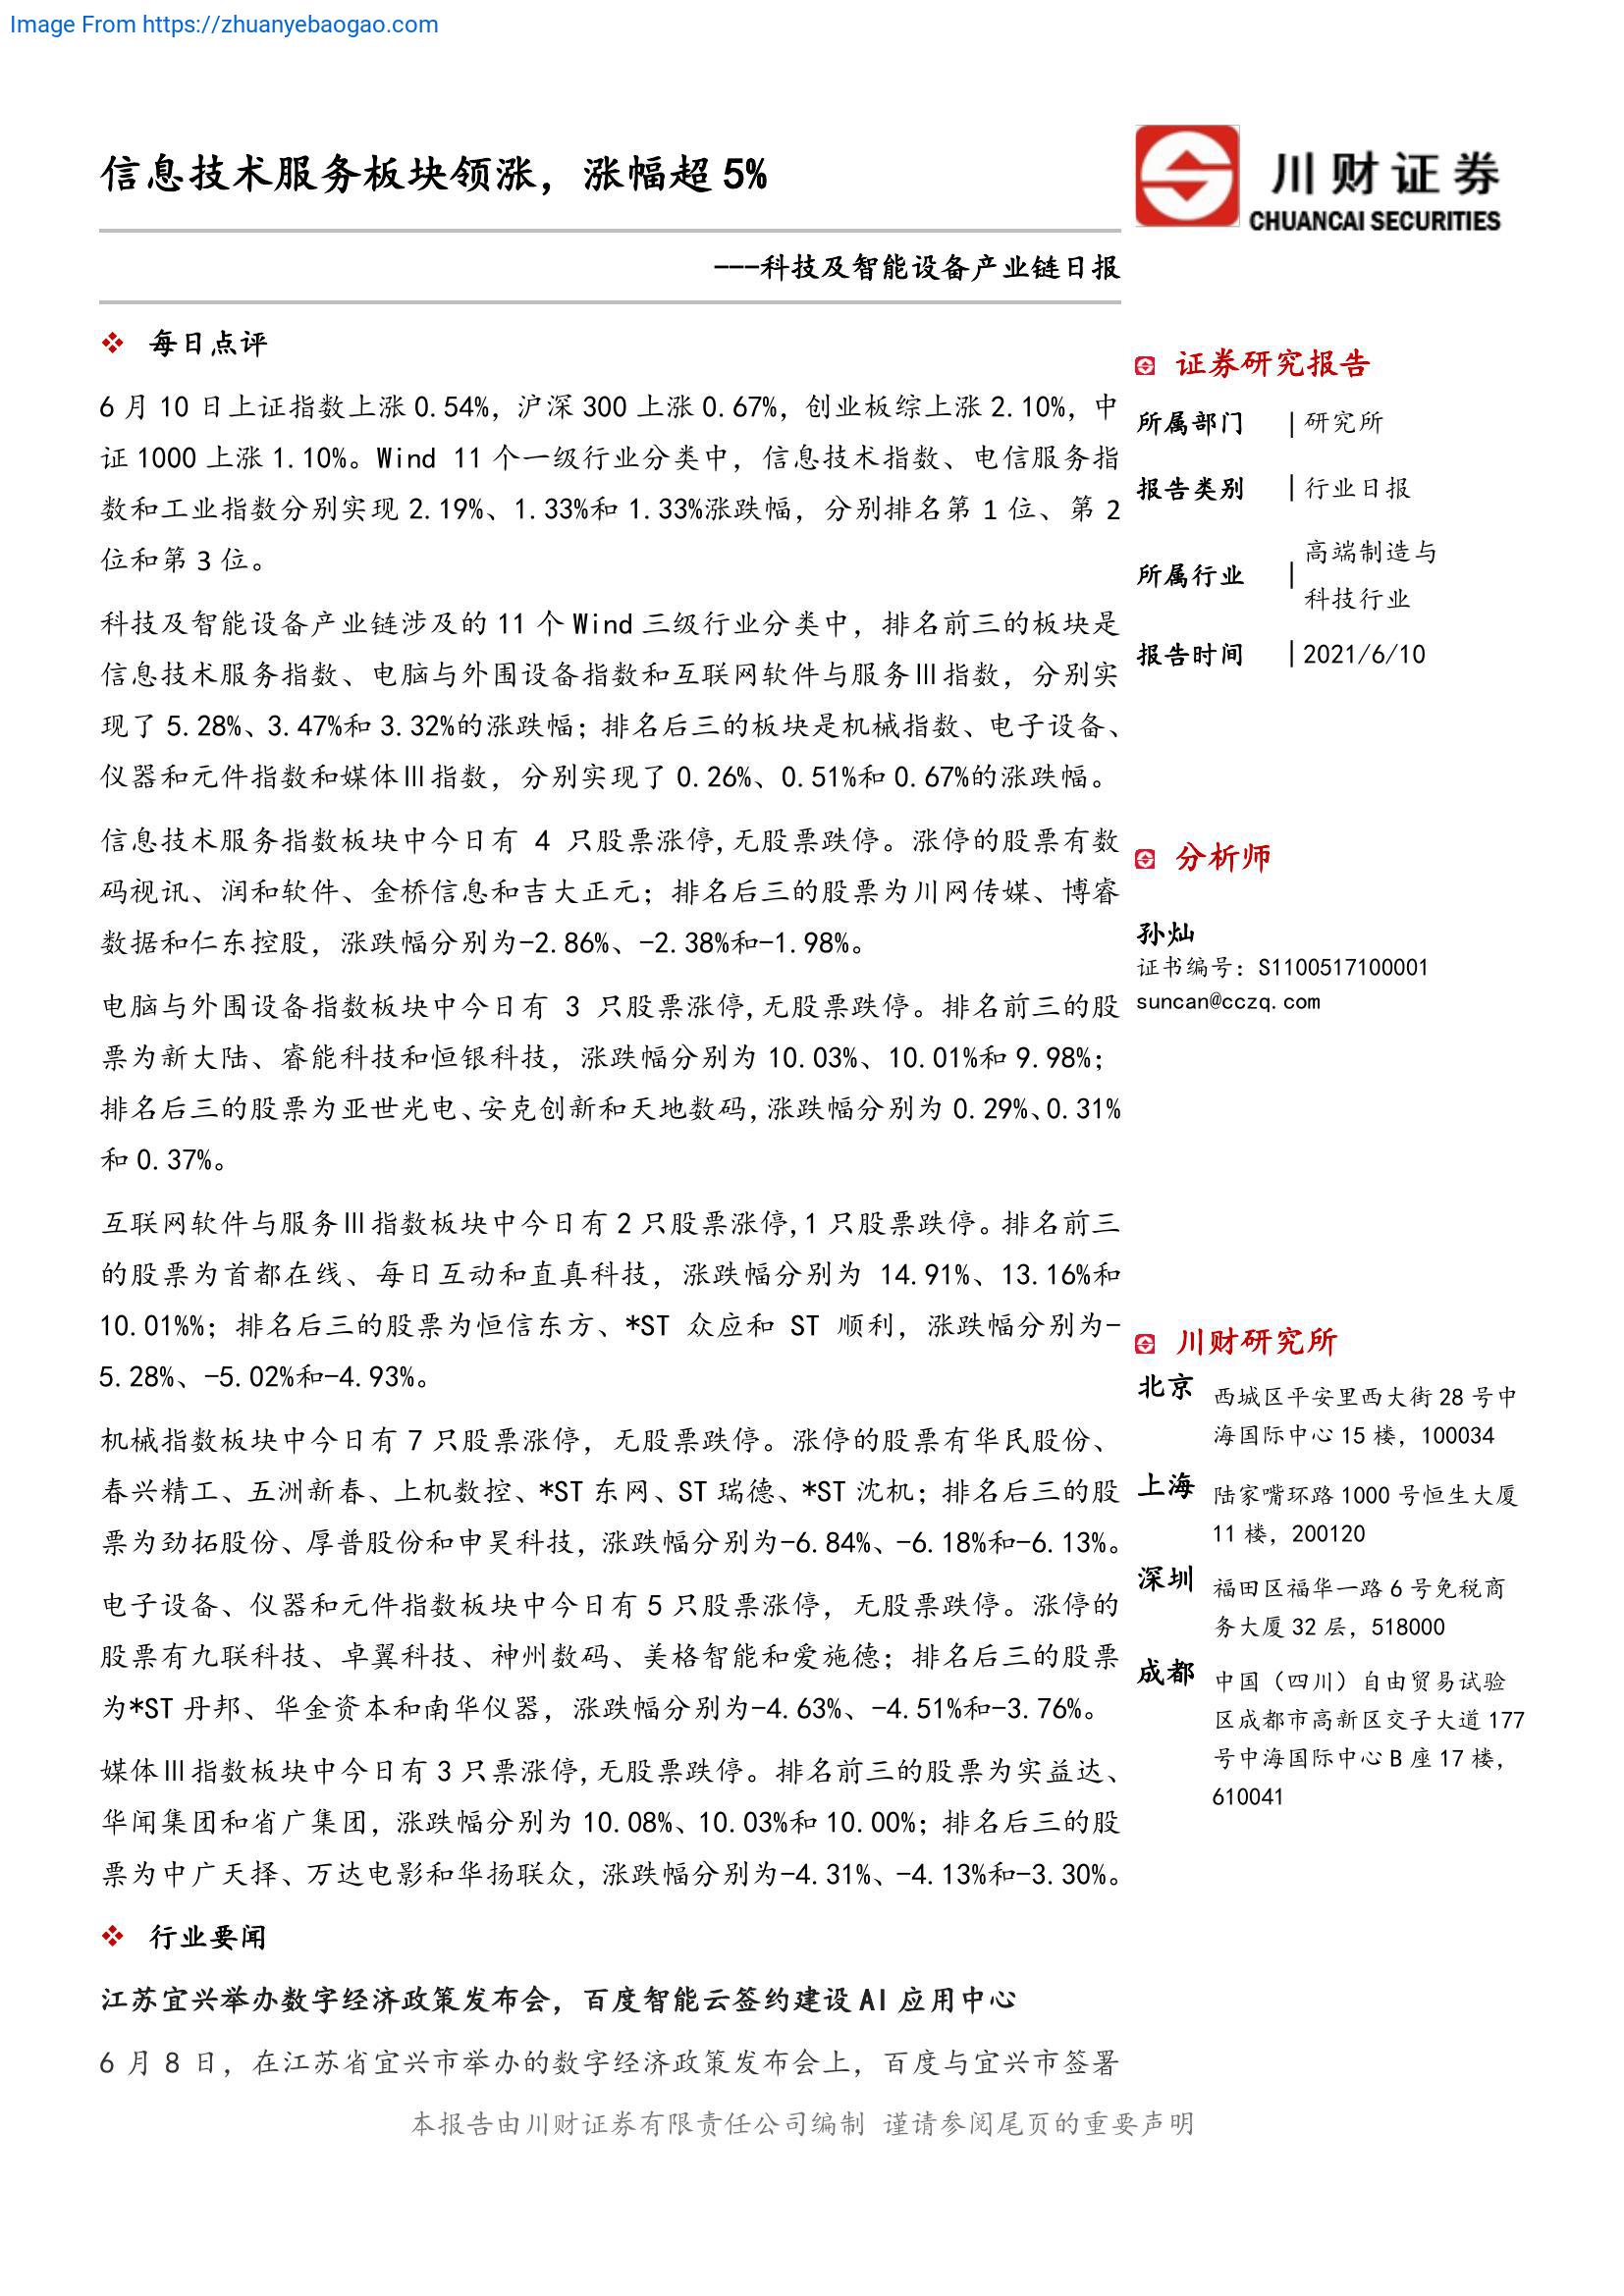 Image From https://zhuanyebaogao.com
信息技术服务板块领涨，涨幅超 5%
---科技及智能设备产业链日报
川财证券
CHUANCAI SECURITIES
每日点评
6 月 10 日上证指数上涨 0.54%，沪深 300 上涨 0.67%，创业板综上涨 2.10%，中
证 1000 上涨 1.10%。Wind 11 个一级行业分类中，信息技术指数、电信服务指
数和工业指数分别实现 2.19%、1.33%和 1.33%涨跌幅，分别排名第 1 位、第 2
位和第 3 位。
科技及智能设备产业链涉及的 11 个 Wind 三级行业分类中，排名前三的板块是
信息技术服务指数、电脑与外围设备指数和互联网软件与服务Ⅲ指数，分别实
现了 5.28%、3.47%和 3.32%的涨跌幅；排名后三的板块是机械指数、电子设备、
仪器和元件指数和媒体Ⅲ指数，分别实现了 0.26%、0.51%和 0.67%的涨跌幅。
信息技术服务指数板块中今日有 4 只股票涨停,无股票跌停。涨停的股票有数
码视讯、润和软件、金桥信息和吉大正元；排名后三的股票为川网传媒、博睿
数据和仁东控股，涨跌幅分别为-2.86%、-2.38%和-1.98%。
电脑与外围设备指数板块中今日有 3 只股票涨停,无股票跌停。排名前三的股
票为新大陆、睿能科技和恒银科技，涨跌幅分别为 10.03%、10.01%和 9.98%；
排名后三的股票为亚世光电、安克创新和天地数码,涨跌幅分别为 0.29%、0.31%
和 0.37%。
互联网软件与服务Ⅲ指数板块中今日有 2 只股票涨停,1 只股票跌停。排名前三
的股票为首都在线、每日互动和直真科技，涨跌幅分别为 14.91%、13.16%和
10.01%%；排名后三的股票为恒信东方、*ST 众应和 ST 顺利，涨跌幅分别为-
5.28%、-5.02%和-4.93%。
机械指数板块中今日有 7 只股票涨停，无股票跌停。涨停的股票有华民股份、
春兴精工、五洲新春、上机数控、*ST 东网、ST 瑞德、*ST 沈机；排名后三的股
票为劲拓股份、厚普股份和申昊科技，涨跌幅分别为-6.84%、-6.18%和-6.13%。
电子设备、仪器和元件指数板块中今日有 5 只股票涨停，无股票跌停。涨停的
股票有九联科技、卓翼科技、神州数码、美格智能和爱施德；排名后三的股票
为*ST 丹邦、华金资本和南华仪器，涨跌幅分别为-4.63%、-4.51%和-3.76%。
媒体Ⅲ指数板块中今日有 3 只票涨停,无股票跌停。排名前三的股票为实益达、
华闻集团和省广集团，涨跌幅分别为 10.08%、10.03%和 10.00%；排名后三的股
票为中广天择、万达电影和华扬联众，涨跌幅分别为-4.31%、-4.13%和-3.30%。
行业要闻
江苏宜兴举办数字经济政策发布会，百度智能云签约建设 AI 应用中心
6 月 8 日，在江苏省宜兴市举办的数字经济政策发布会上，百度与宜兴市签署
证券研究报告
所属部门 | 研究所
报告类别 | 行业日报
所属行业 | 高端制造与
科技行业
报告时间 | 2021/6/10
分析师
孙灿
证书编号：S1100517100001
suncan@cczq.com
川财研究所
北京 西城区平安里西大街 28 号中
海国际中心 15 楼，100034
上海 陆家嘴环路 1000 号恒生大厦
11 楼，200120
深圳 福田区福华一路 6 号免税商
务大厦 32 层，518000
成都 中国（四川）自由贸易试验
区成都市高新区交子大道 177
号中海国际中心 B 座 17 楼，
610041
本报告由川财证券有限责任公司编制 谨请参阅尾页的重要声明